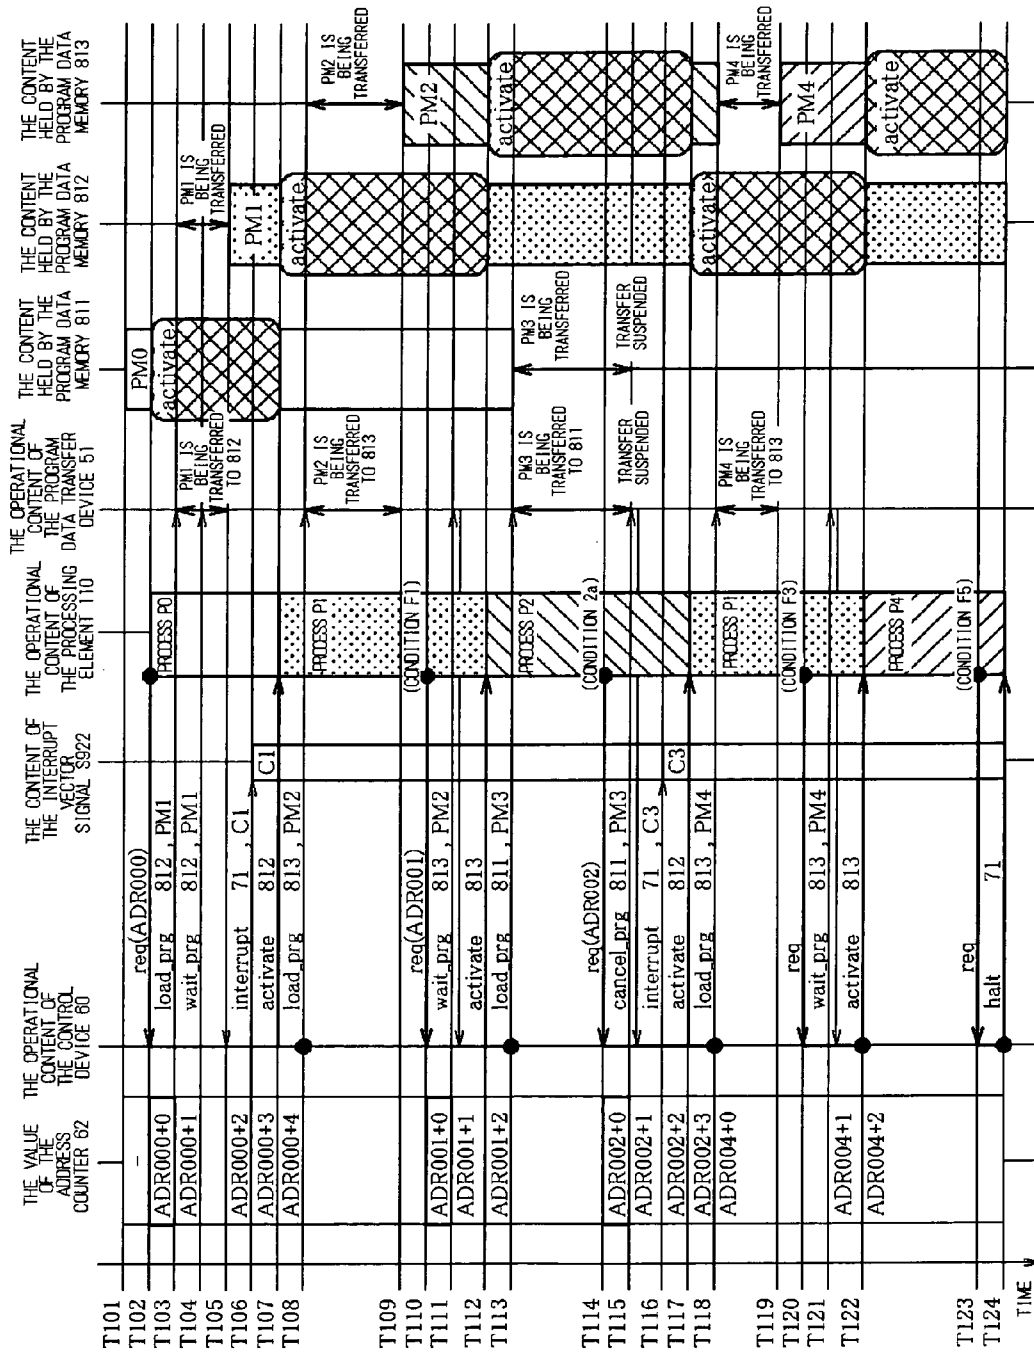 THE VALUE
OF THE
ADDRESS
COUNTER 62
THE OPERATIONAL
CONTENT OF
THE CONTROL
DEVICE 60
THE CONTENT OF
THE INTERRUPT
VECTOR
SIGNAL S922
THE OPERATIONAL
CONTENT OF
THE PROCESSING
ELEMENT 110
THE OPERATIONAL
CONTENT OF
THE PROGRAM
DATA TRANSFER
DEVICE 51
THE CONTENT
HELD BY THE
PROGRAM DATA
MEMORY 811
THE CONTENT
HELD BY THE
PROGRAM DATA
MEMORY 812
THE CONTENT
HELD BY THE
PROGRAM DATA
MEMORY 813
T101
T102
T103
T104
T105
T106
T107
T108
T109
T110
T111
T112
T113
T114
T115
T116
T117
T118
T119
T120
T121
T122
T123
T124
TIME
-
ADR000+0
ADR000+1
ADR000+2
ADR000+3
ADR000+4
ADR001+0
ADR001+1
ADR001+2
ADR002+0
ADR002+1
ADR002+2
ADR002+3
ADR004+0
ADR004+1
ADR004+2
req(ADR000)
load_prg 812 , PM1
wait_prg 812 , PM1
interrupt 71 , C1
activate 812
load_prg 813 , PM2
req(ADR001)
wait_prg 813 , PM2
activate 813
load_prg 811 , PM3
req(ADR002)
cancel_prg 811 , PM3
interrupt 71 , C3
activate 812
load_prg 813 , PM4
req
wait_prg 813 , PM4
activate 813
req
halt 71
C1
C3
PROCESS P0
PROCESS P1
(CONDITION F1)
PROCESS P2
(CONDITION 2a)
PROCESS P1
(CONDITION F3)
PROCESS P4
(CONDITION F5)
PM1 IS
BEING
TRANSFERRED
TO 812
PM2 IS
BEING
TRANSFERRED
TO 813
PM3 IS
BEING
TRANSFERRED
TO 811
TRANSFER
SUSPENDED
PM4 IS
BEING
TRANSFERRED
TO 813
PM0
activate
PM3 IS
BEING
TRANSFERRED
TRANSFER
SUSPENDED
PM1 IS
BEING
TRANSFERRED
PM1
activate
activate
PM2 IS
BEING
TRANSFERRED
PM2
activate
PM4 IS
BEING
TRANSFERRED
PM4
activate